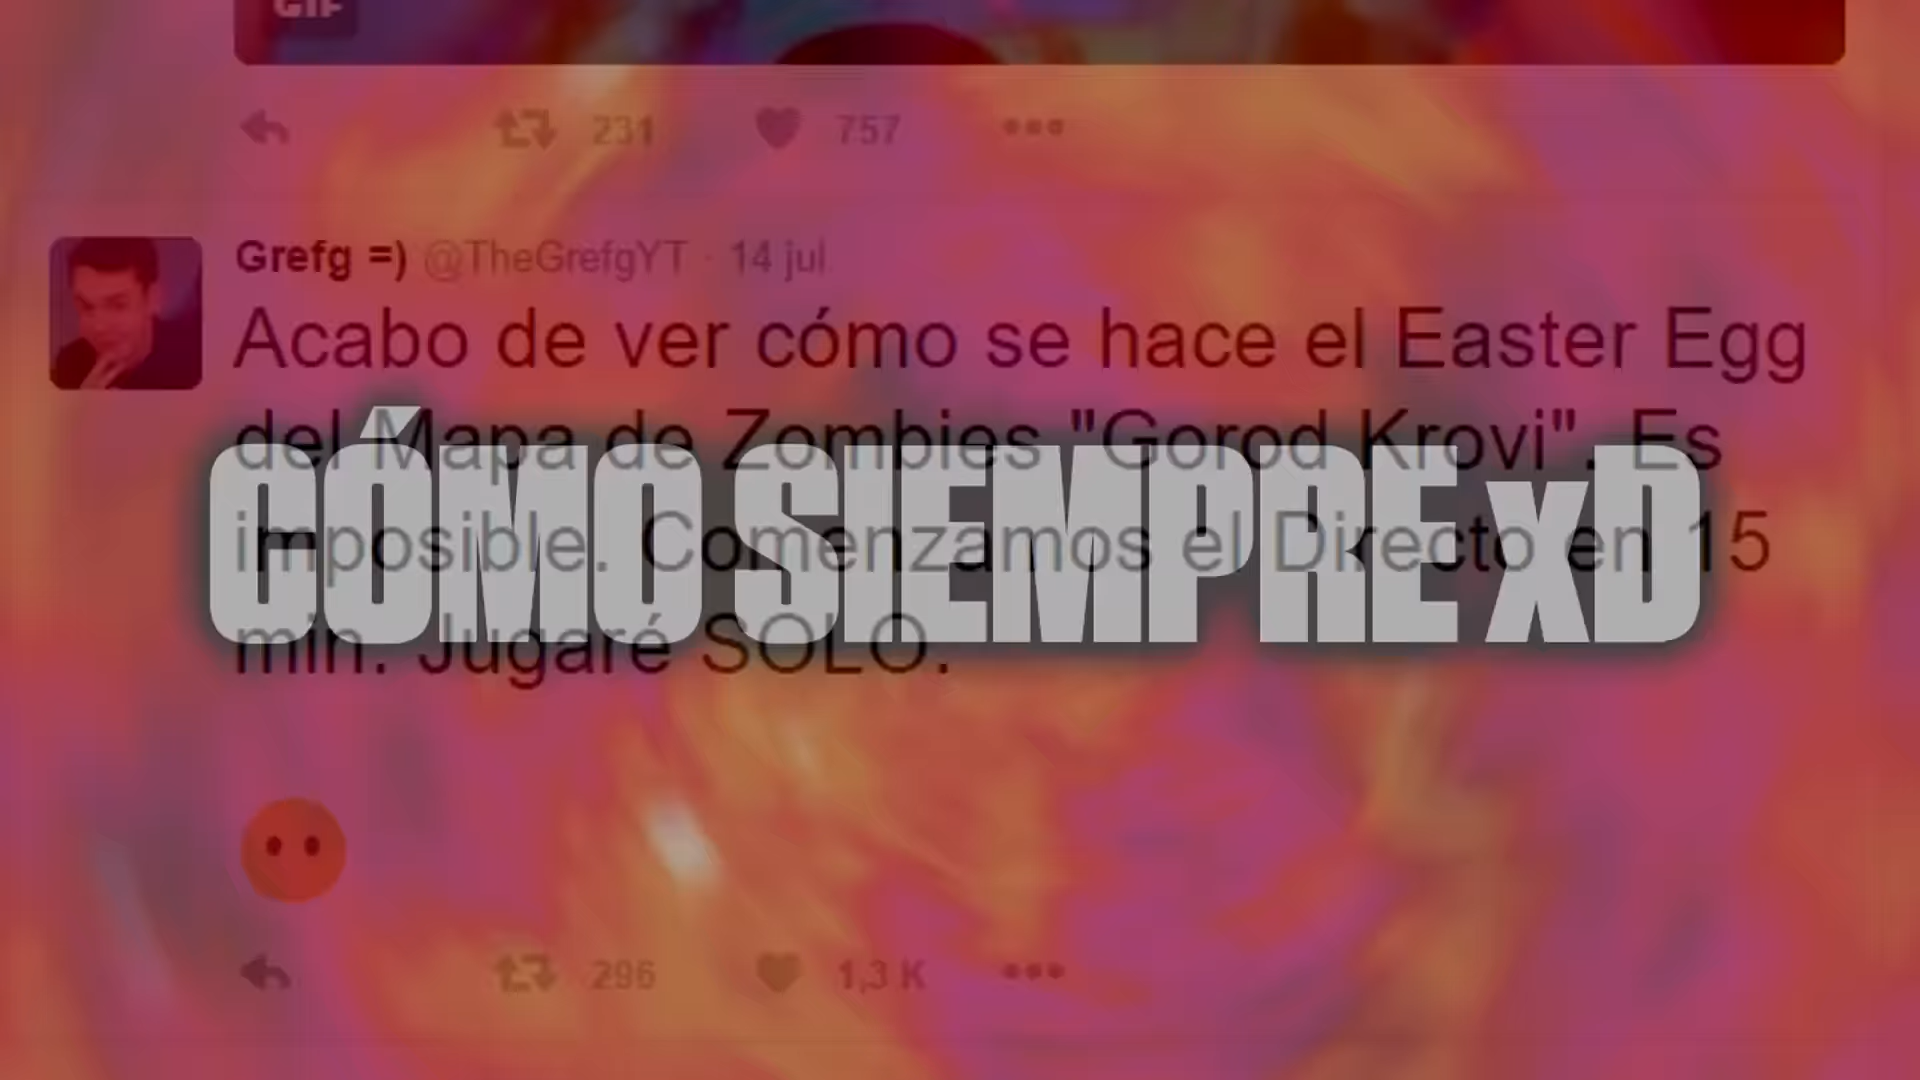 GIF
231 757
Grefg =) @TheGrefgYT · 14 jul
Acabo de ver cómo se hace el Easter Egg
del Mapa de Zombies "Gorod Krovi". Es
CÓMO SIEMPRE xD
imposible. Comenzamos el Directo en 15
min. Jugaré SOLO.
296 1,3 K